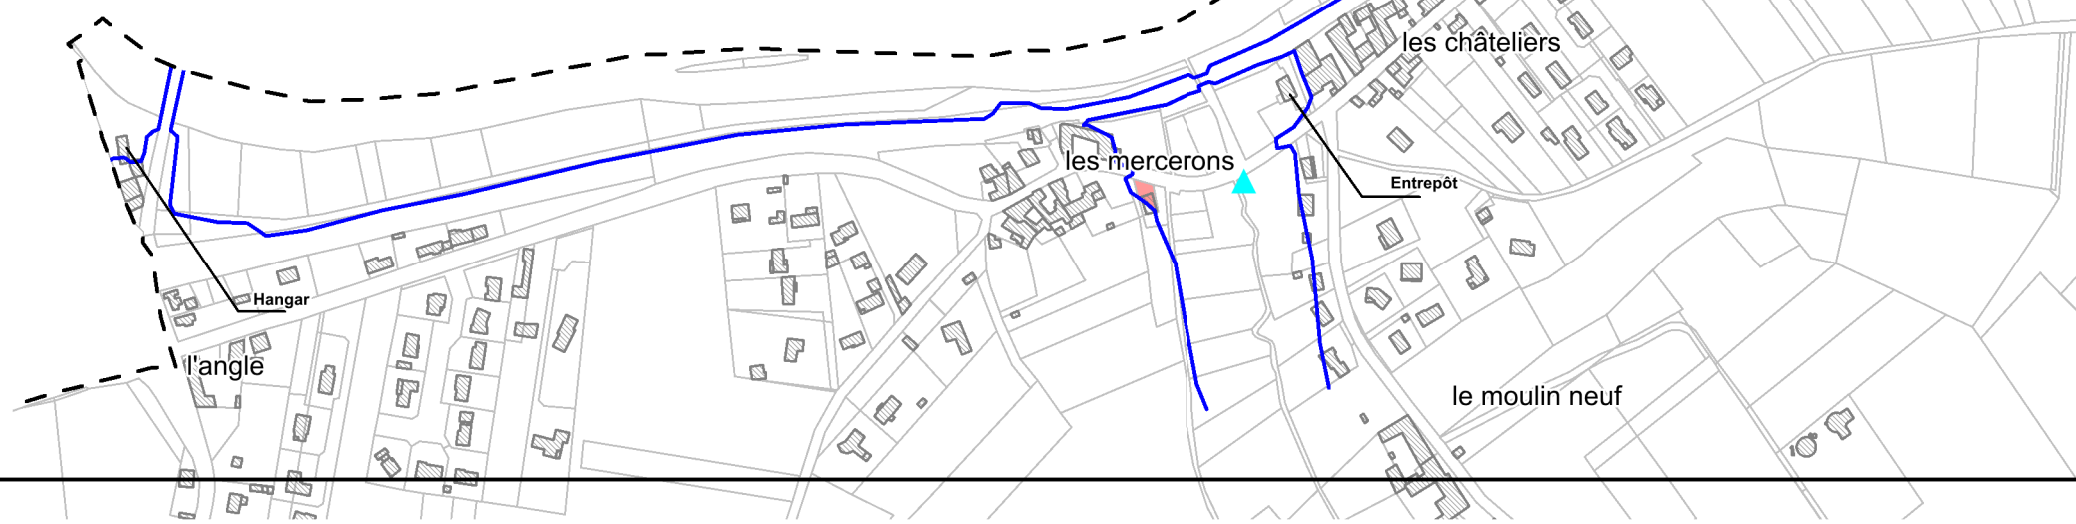 les châteliers
les mercerons
Entrepôt
Hangar
l'angle
le moulin neuf